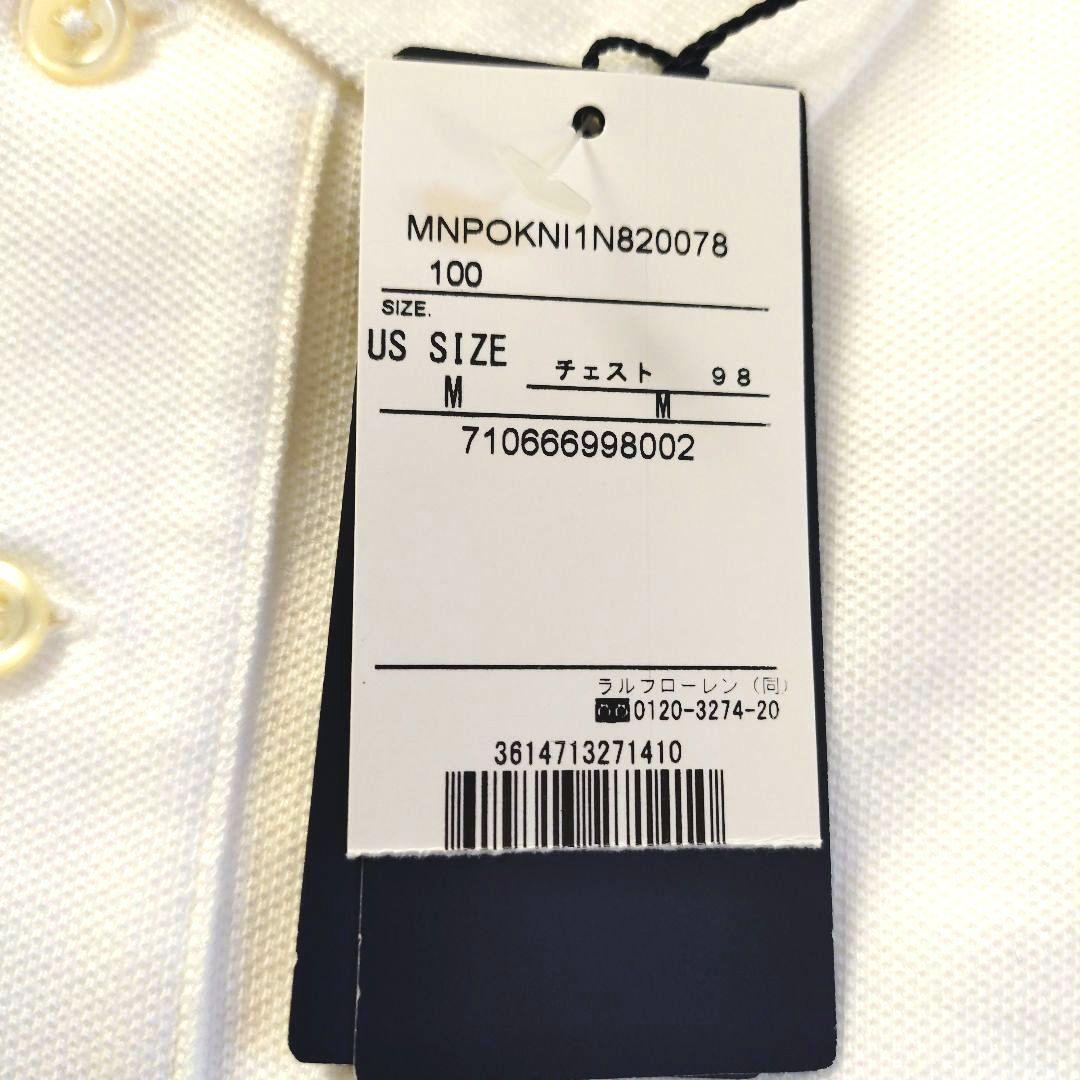 MNPOKNI1N820078
100
SIZE.
US SIZE
チェスト 98
M M
710666998002
ラルフローレン（同）
0120-3274-20
3614713271410